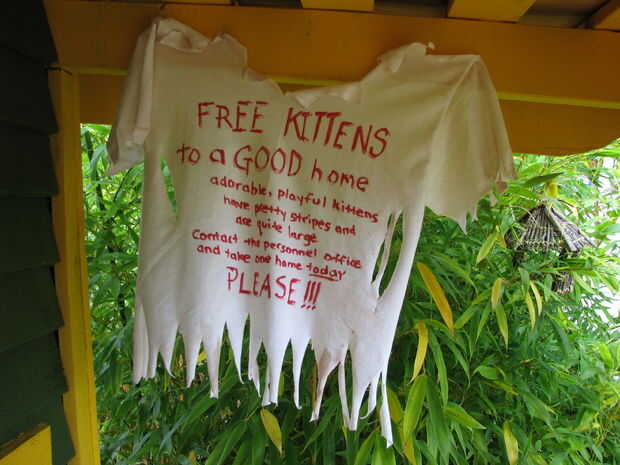 FREE KITTENS
to a GOOD home
adorable, playful kittens
have pretty stripes and
are quite large
Contact the personnel office
and take one home today
PLEASE!!!